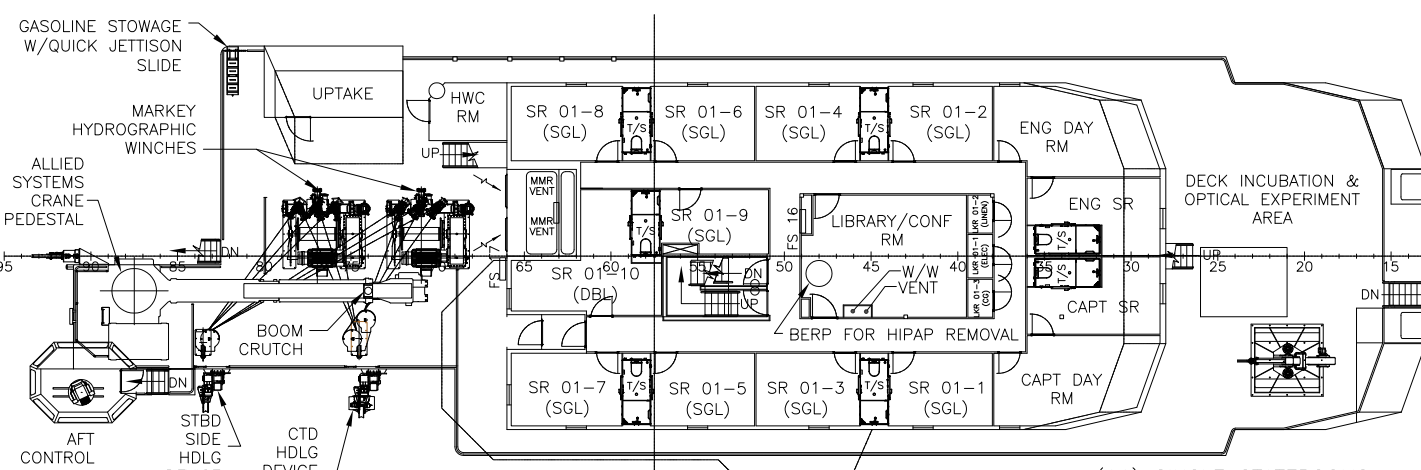 GASOLINE STOWAGE
W/QUICK JETTISON
SLIDE
MARKEY
HYDROGRAPHIC
WINCHES
ALLIED
SYSTEMS
CRANE
PEDESTAL
UPTAKE
HWC
RM
UP
SR 01-8
(SGL)
T/S
SR 01-6
(SGL)
SR 01-4
(SGL)
T/S
SR 01-2
(SGL)
ENG DAY
RM
MMR
VENT
MMR
VENT
SR 01-9
(SGL)
T/S
FS 16
LIBRARY/CONF
RM
LKR 01-2
(LINEN)
LKR 01-1
(ELEC)
LKR 01-3
(CG)
ENG SR
T/S
T/S
CAPT SR
DECK INCUBATION &
OPTICAL EXPERIMENT
AREA
UP
DN
DN
95
90
85
80
65
60
55
50
45
40
35
30
25
20
15
FS 7
SR 01-10
(DBL)
DN
UP
W/W
VENT
BERP FOR HIPAP REMOVAL
BOOM
CRUTCH
DN
SR 01-7
(SGL)
T/S
SR 01-5
(SGL)
SR 01-3
(SGL)
T/S
SR 01-1
(SGL)
CAPT DAY
RM
AFT
CONTROL
STBD
SIDE
HDLG
CTD
HDLG
DEVICE